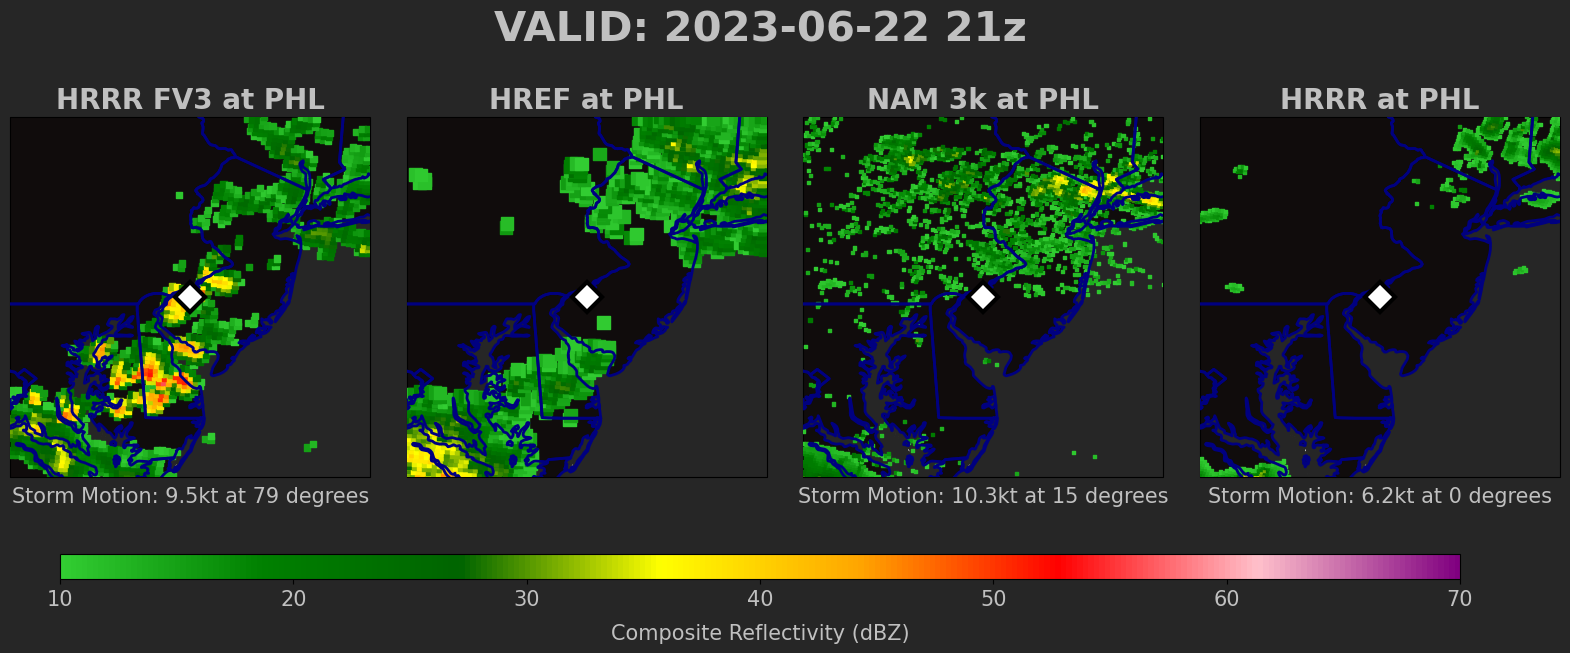 VALID: 2023-06-22 21z
HRRR FV3 at PHL
HREF at PHL
NAM 3k at PHL
HRRR at PHL
Storm Motion: 9.5kt at 79 degrees
Storm Motion: 10.3kt at 15 degrees
Storm Motion: 6.2kt at 0 degrees
10 20 30 40 50 60 70
Composite Reflectivity (dBZ)